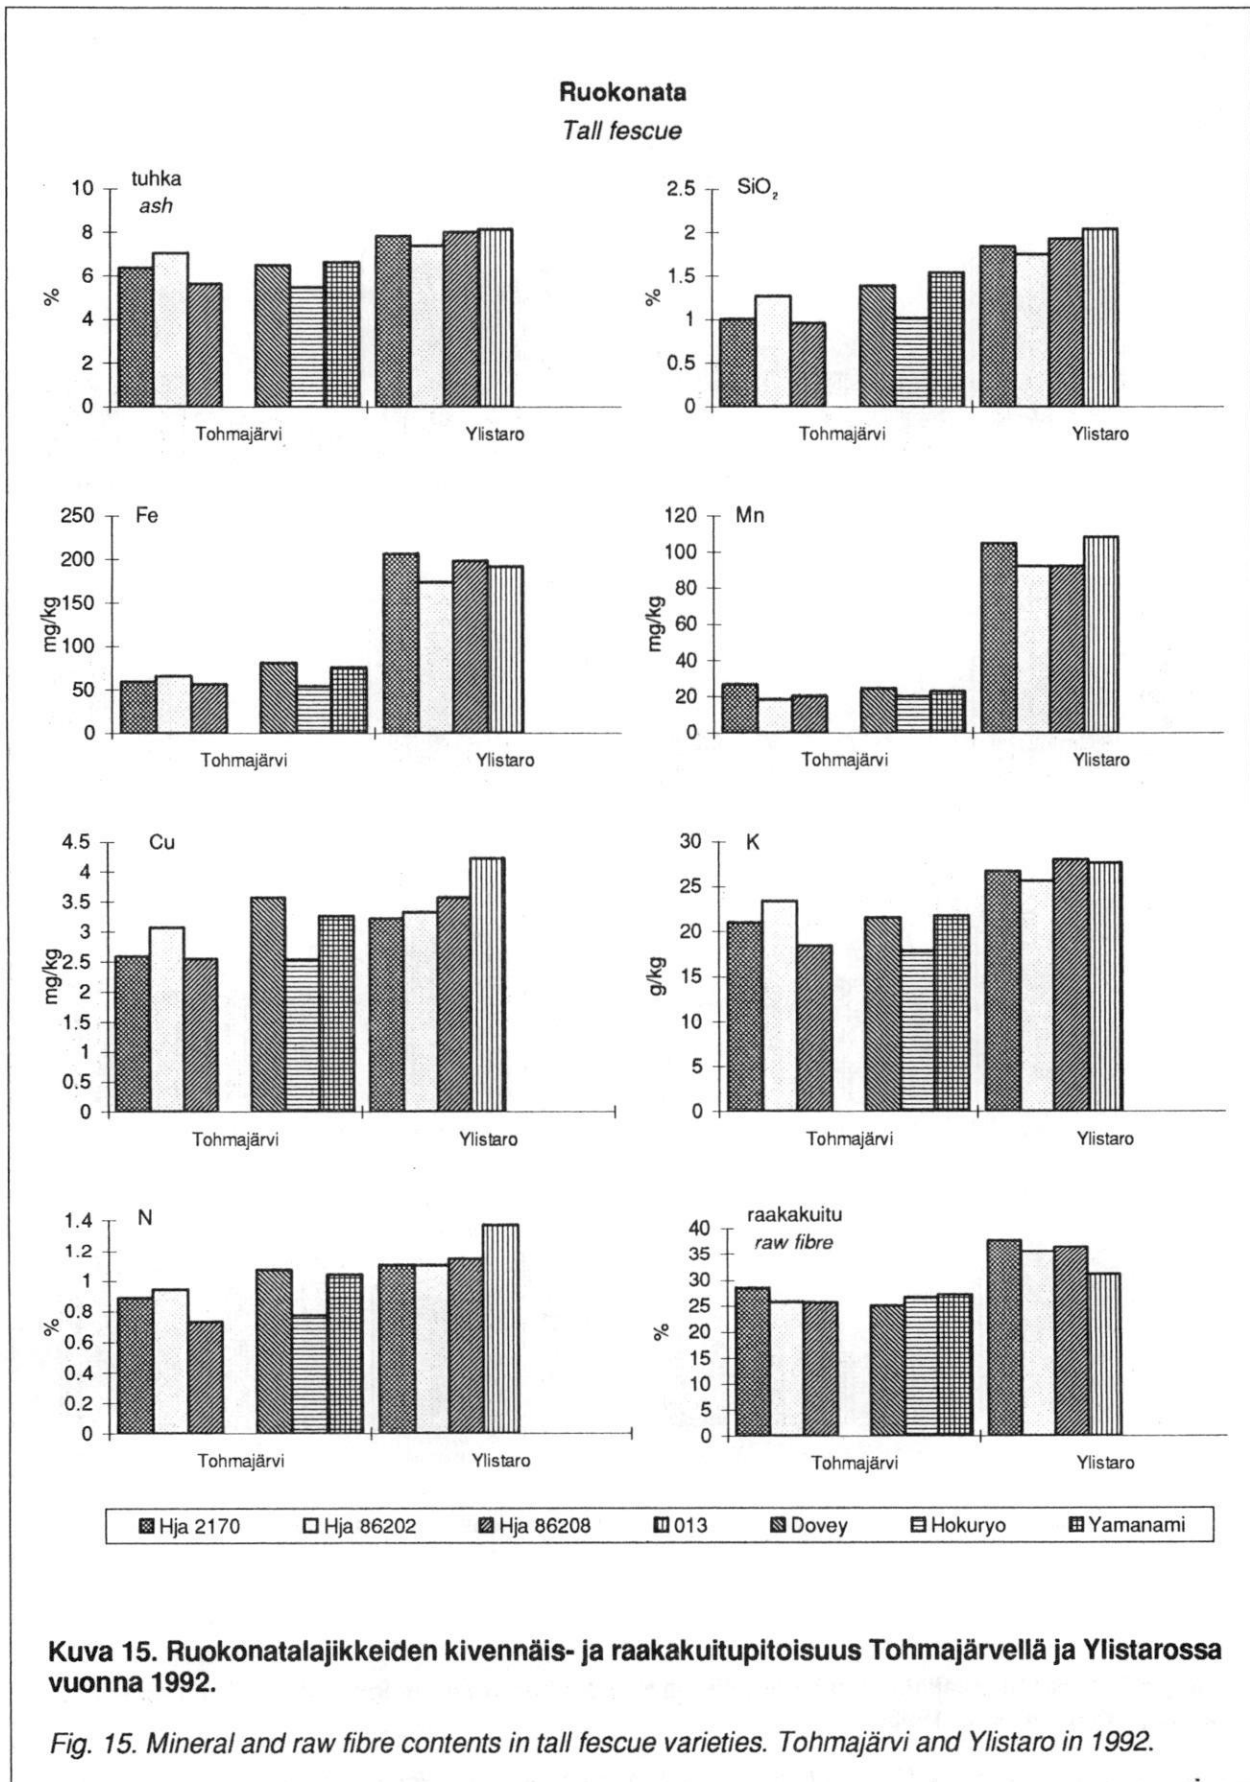 Ruokonata
Tall fescue
tuhka
ash
10
8
6
4
2
0
%
Tohmajärvi
Ylistaro
SiO₂
2.5
2
1.5
1
0.5
0
%
Tohmajärvi
Ylistaro
Fe
250
200
150
100
50
0
mg/kg
Tohmajärvi
Ylistaro
Mn
120
100
80
60
40
20
0
mg/kg
Tohmajärvi
Ylistaro
Cu
4.5
4
3.5
3
2.5
2
1.5
1
0.5
0
mg/kg
Tohmajärvi
Ylistaro
K
30
25
20
15
10
5
0
g/kg
Tohmajärvi
Ylistaro
N
1.4
1.2
1
0.8
0.6
0.4
0.2
0
%
Tohmajärvi
Ylistaro
raakakuitu
raw fibre
40
35
30
25
20
15
10
5
0
%
Tohmajärvi
Ylistaro
Hja 2170 Hja 86202 Hja 86208 013 Dovey Hokuryo Yamanami
Kuva 15. Ruokonatalajikkeiden kivennäis- ja raakakuitupitoisuus Tohmajärvellä ja Ylistarossa
vuonna 1992.
Fig. 15. Mineral and raw fibre contents in tall fescue varieties. Tohmajärvi and Ylistaro in 1992.